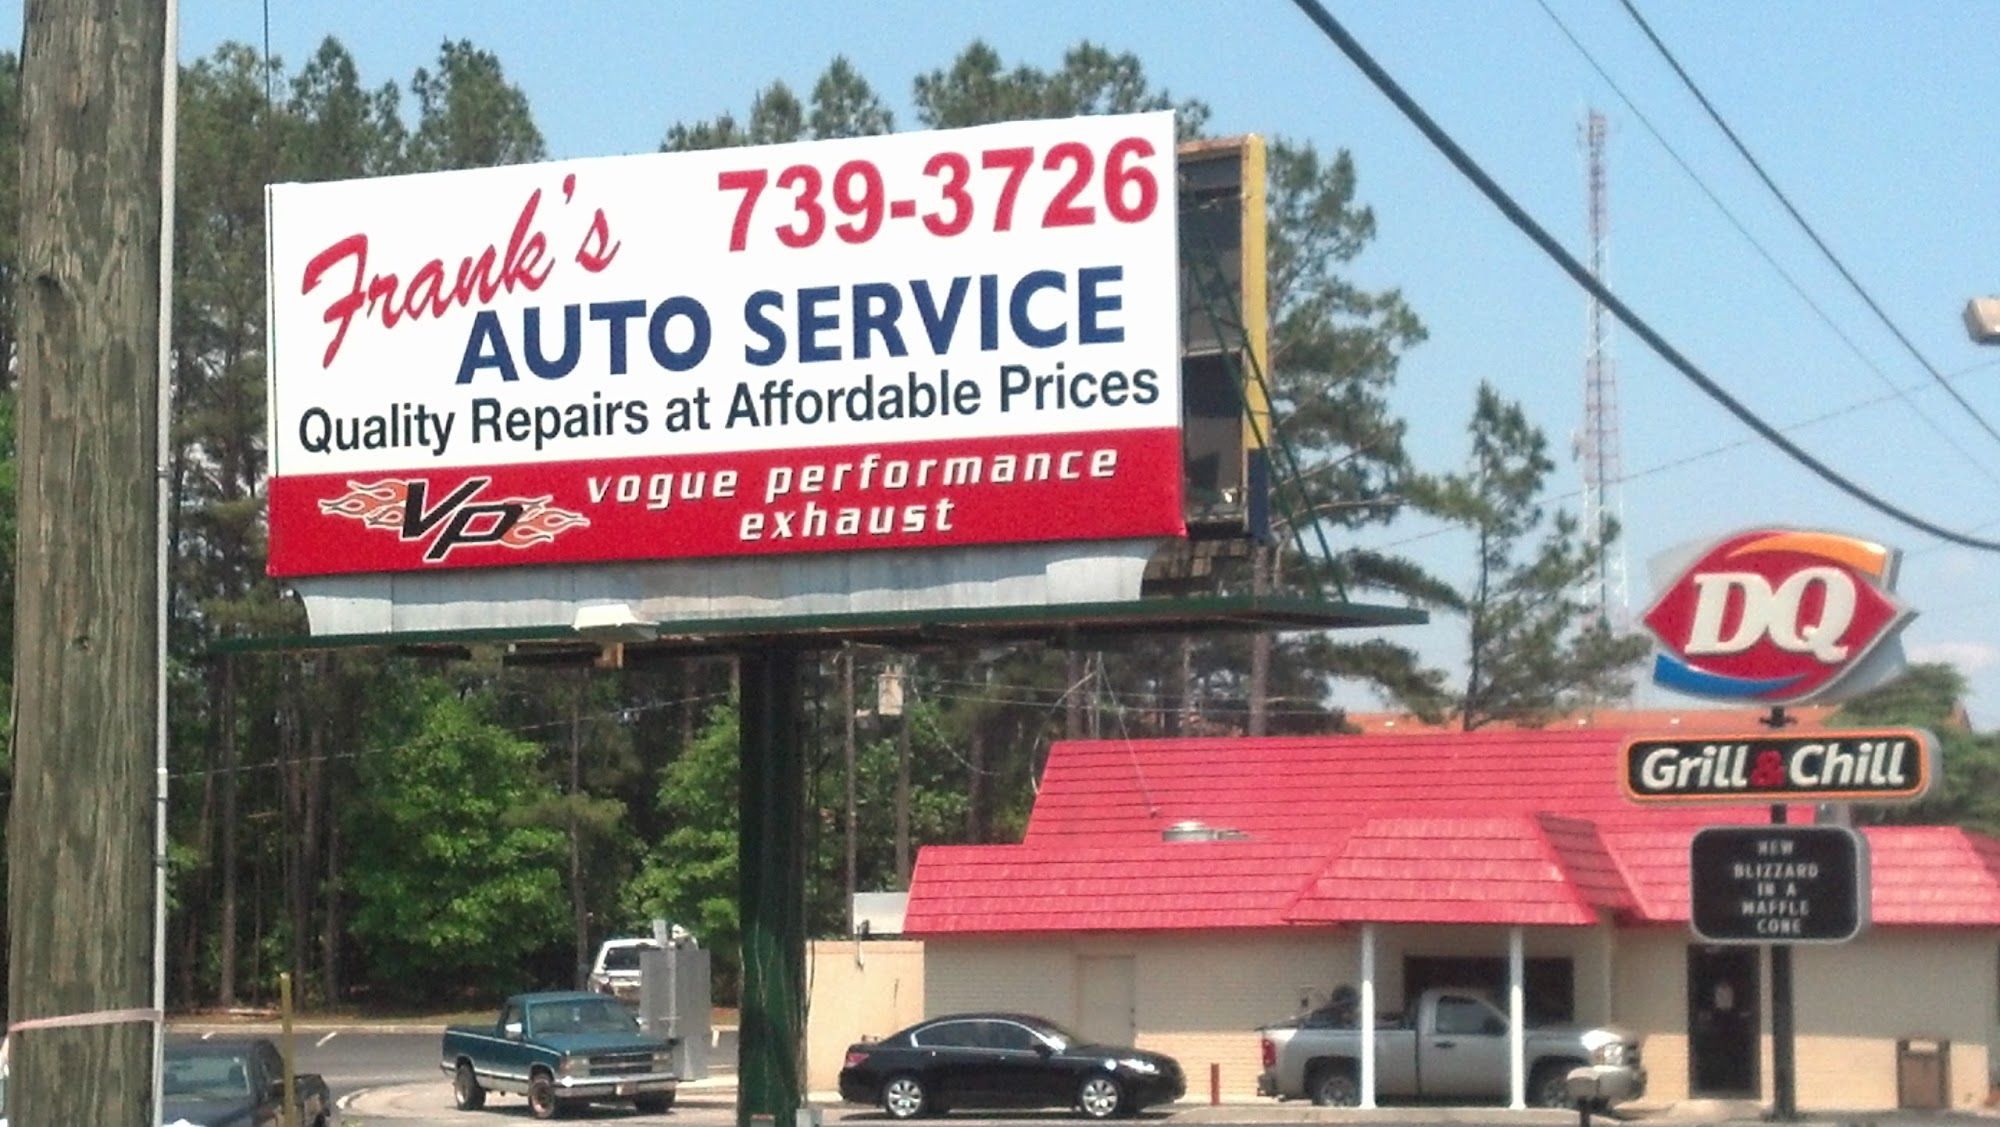 Frank's 739-3726
AUTO SERVICE
Quality Repairs at Affordable Prices
VP vogue performance
exhaust
DQ
Grill & Chill
NEW
BLIZZARD
IN A
WAFFLE
CONE